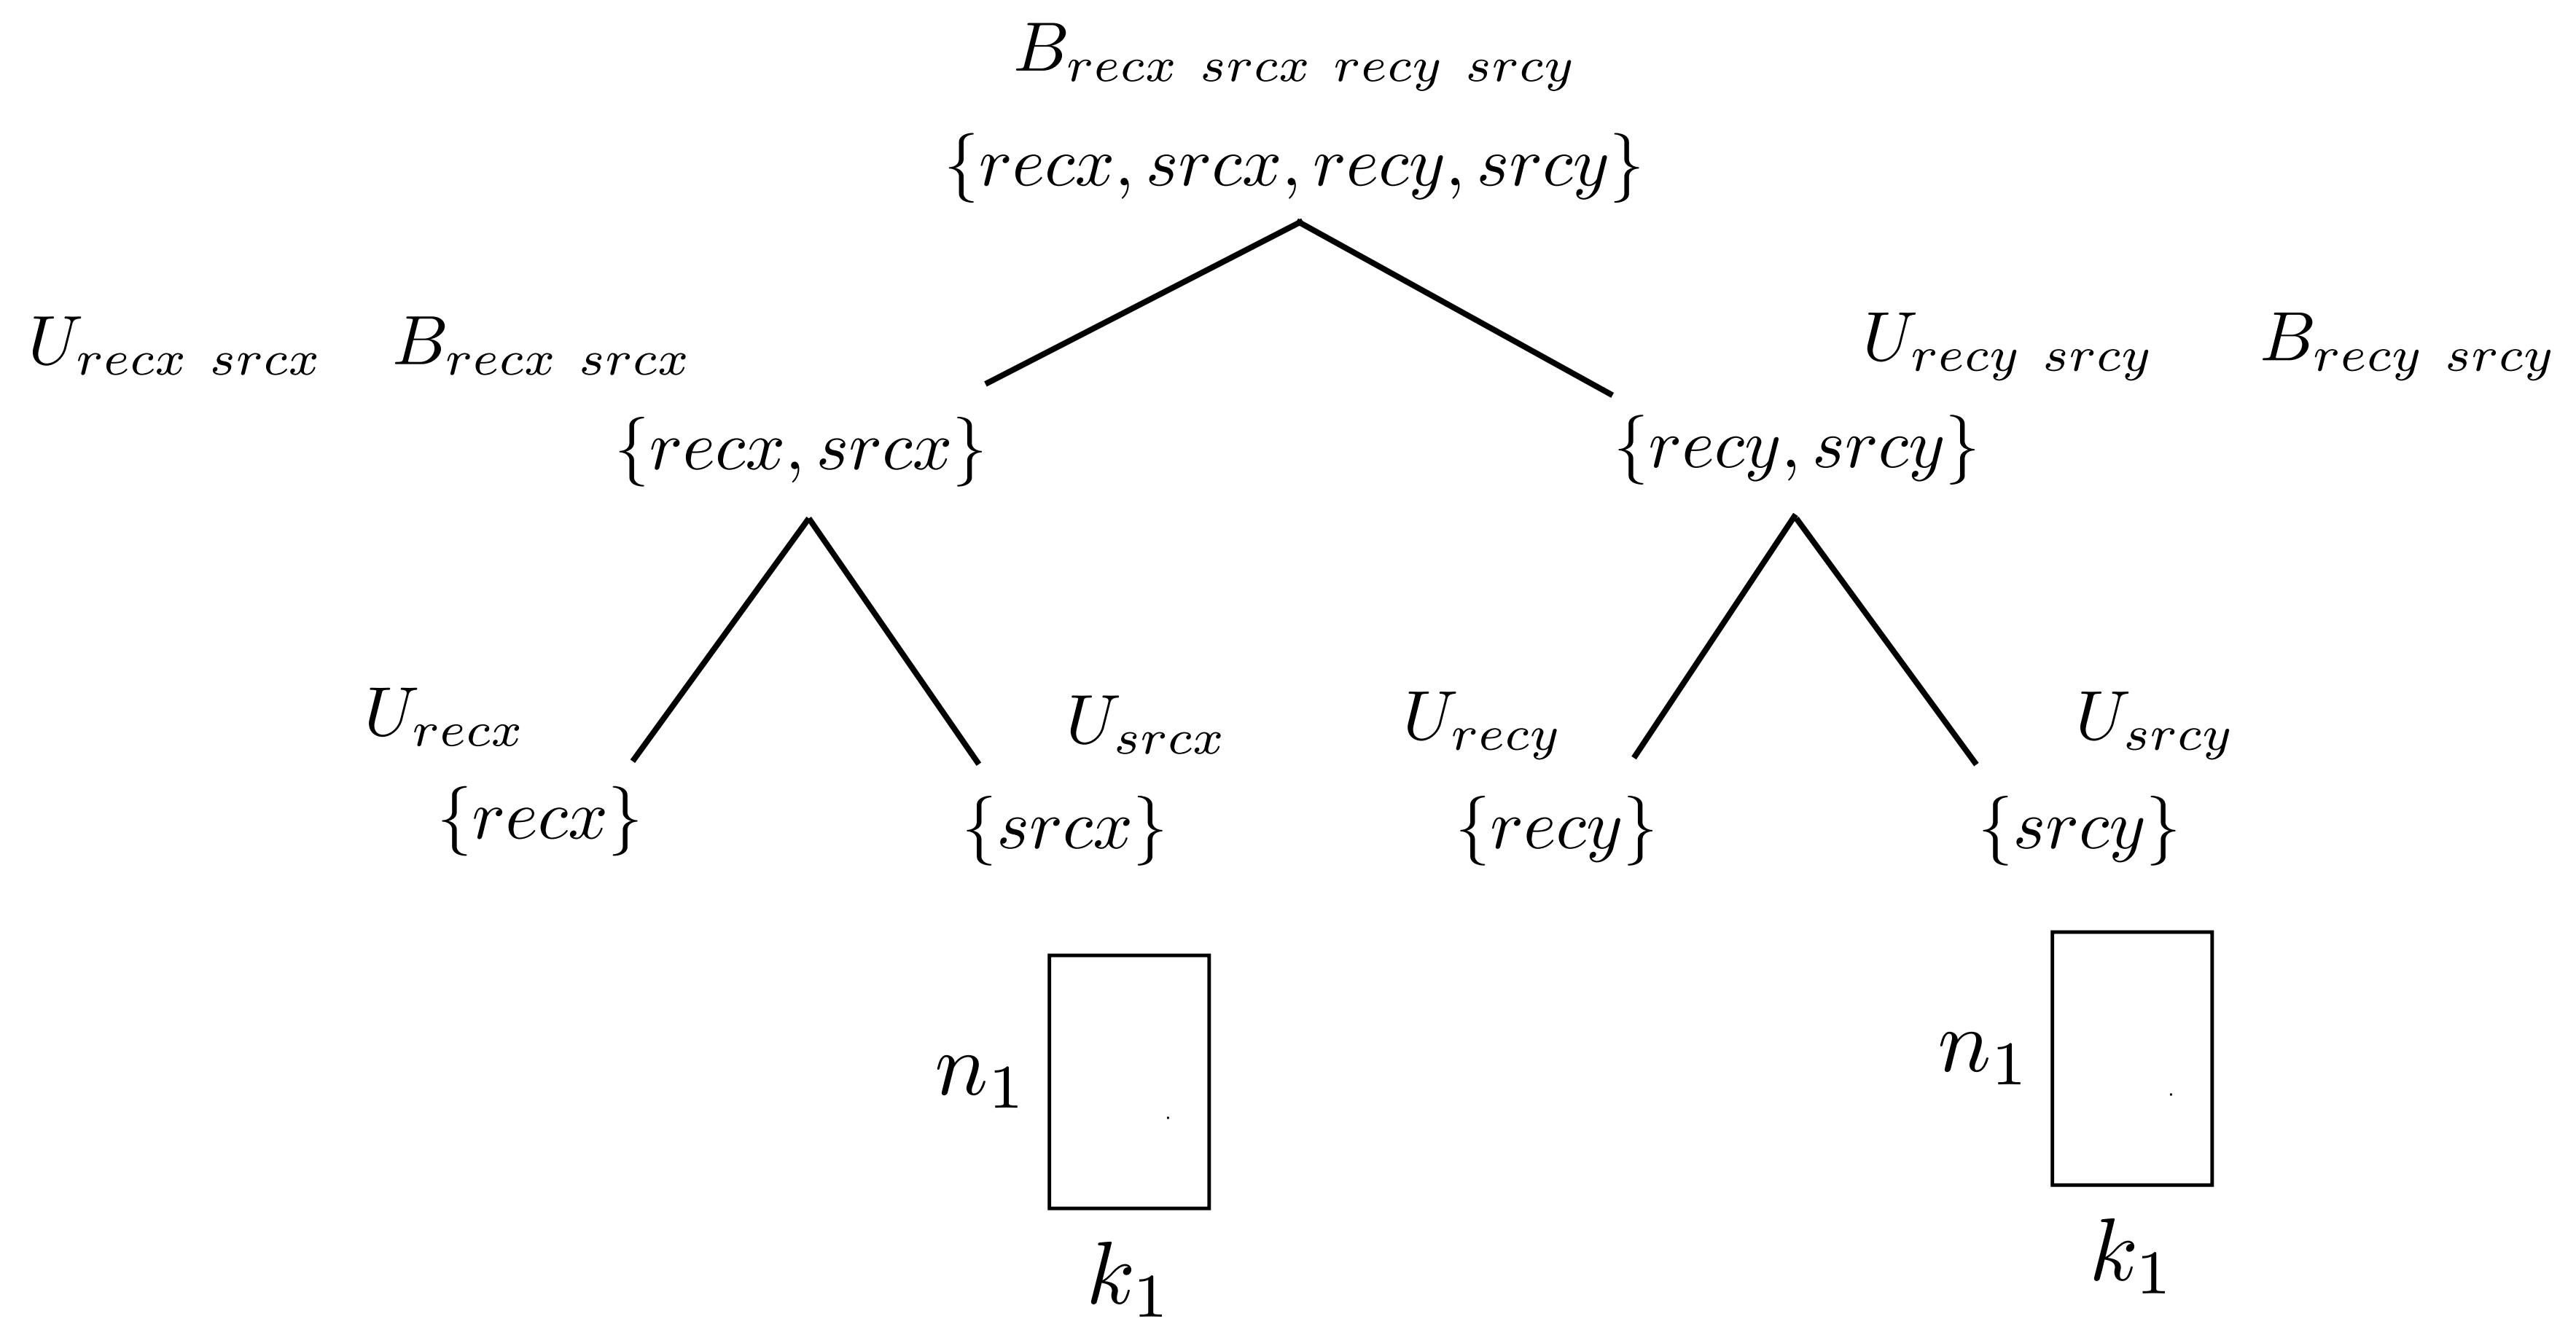 B_{recx srcx recy srcy}
{recx, srcx, recy, srcy}
U_{recx srcx} B_{recx srcx} U_{recy srcy} B_{recy srcy}
{recx, srcx} {recy, srcy}
U_{recx} U_{srcx} U_{recy} U_{srcy}
{recx} {srcx} {recy} {srcy}
n_1 n_1
k_1 k_1